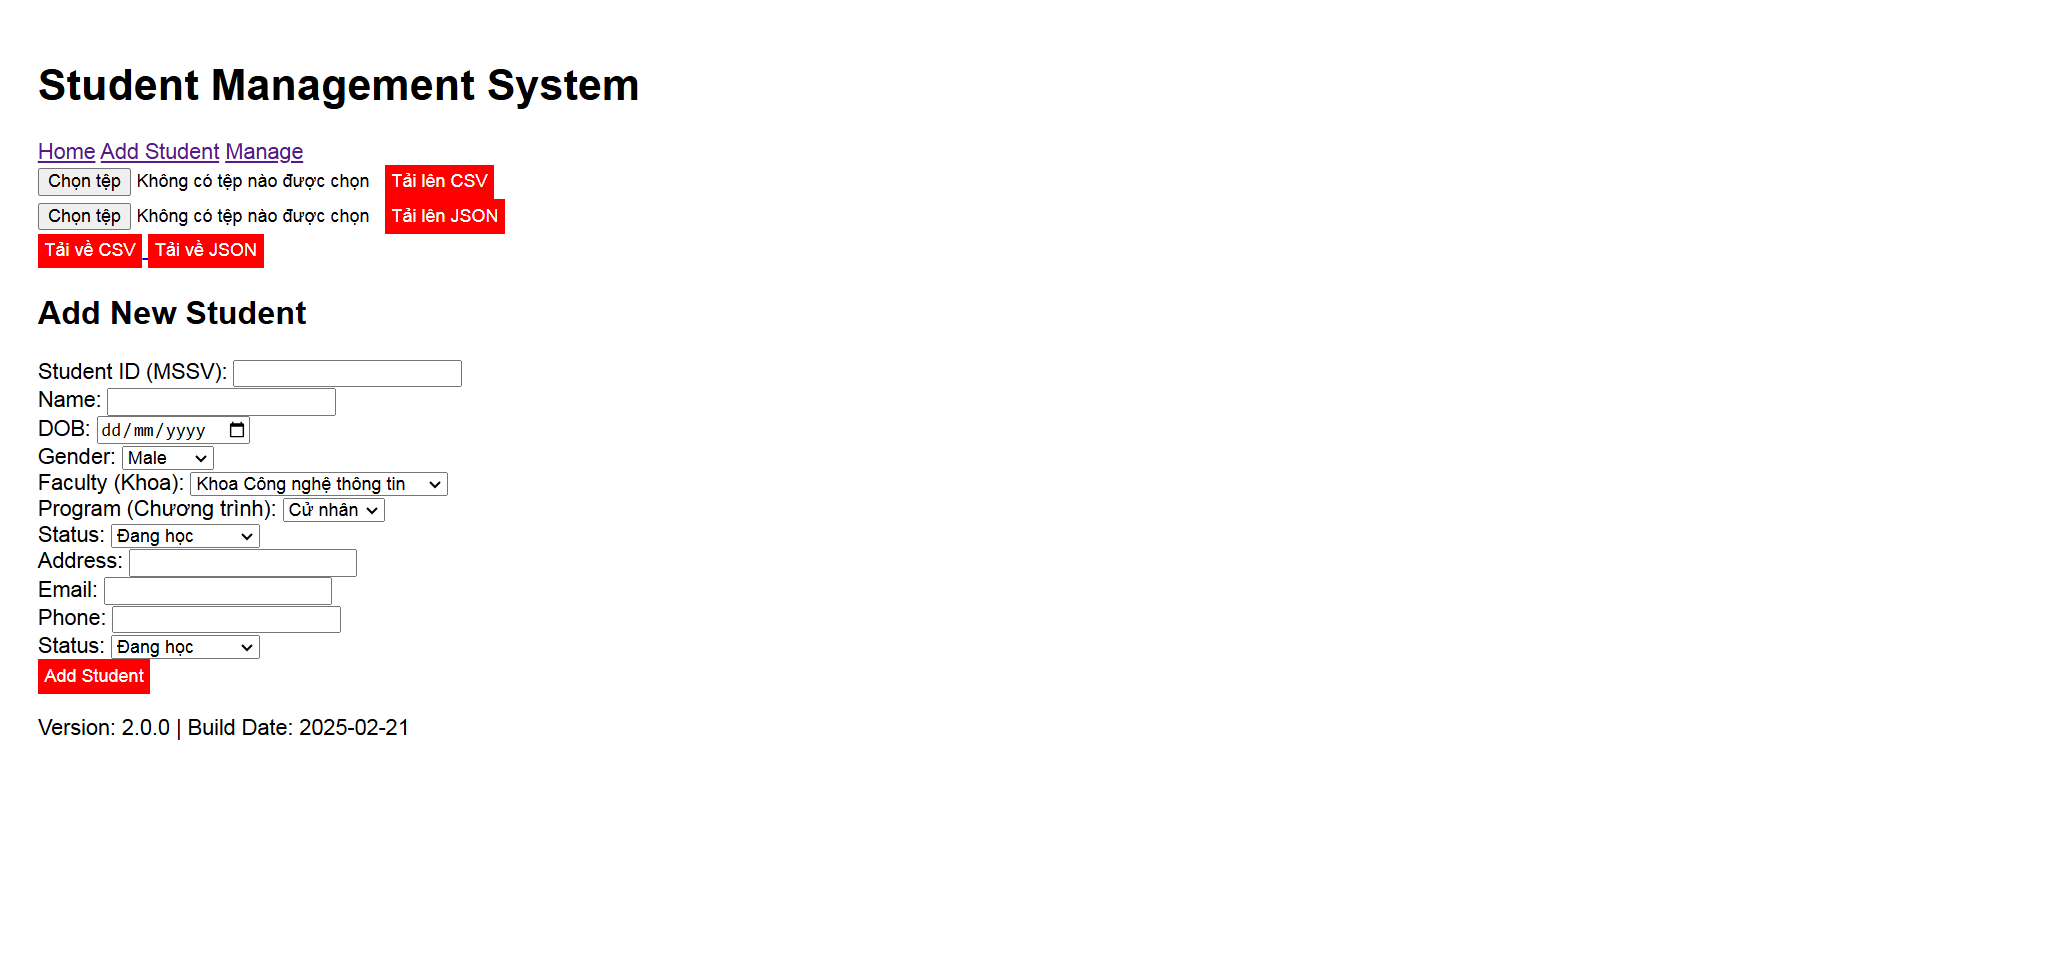 Student Management System
Home Add Student Manage
Chọn tệp Không có tệp nào được chọn Tải lên CSV
Chọn tệp Không có tệp nào được chọn Tải lên JSON
Tải về CSV Tải về JSON
Add New Student
Student ID (MSSV):
Name:
DOB: dd/mm/yyyy
Gender: Male
Faculty (Khoa): Khoa Công nghệ thông tin
Program (Chương trình): Cử nhân
Status: Đang học
Address:
Email:
Phone:
Status: Đang học
Add Student
Version: 2.0.0 | Build Date: 2025-02-21